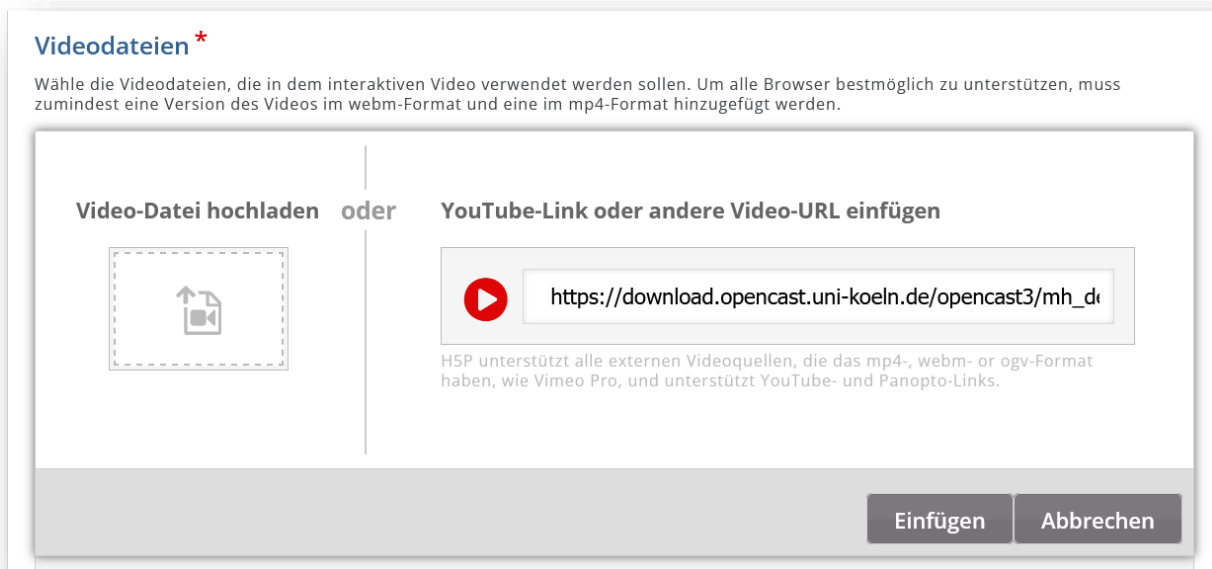 Videodateien *
Wähle die Videodateien, die in dem interaktiven Video verwendet werden sollen. Um alle Browser bestmöglich zu unterstützen, muss
zumindest eine Version des Videos im webm-Format und eine im mp4-Format hinzugefügt werden.
Video-Datei hochladen
oder
YouTube-Link oder andere Video-URL einfügen
https://download.opencast.uni-koeln.de/opencast3/mh_de
H5P unterstützt alle externen Videoquellen, die das mp4-, webm- or ogv-Format
haben, wie Vimeo Pro, und unterstützt YouTube- und Panopto-Links.
Einfügen
Abbrechen